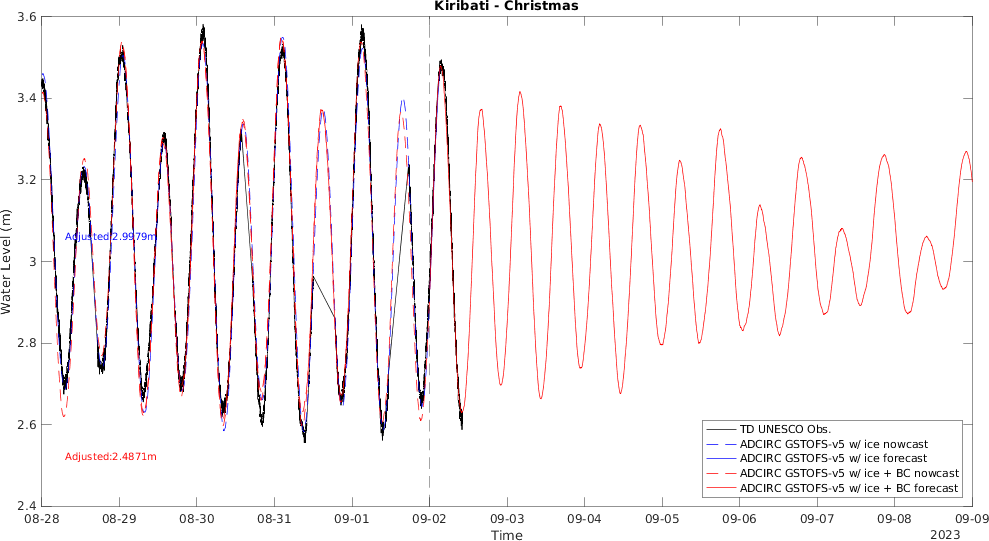 Kiribati - Christmas
3.6
3.4
3.2
3
2.8
2.6
2.4
Water Level (m)
Adjusted:2.9979m
Adjusted:2.4871m
TD UNESCO Obs.
ADCIRC GSTOFS-v5 w/ ice nowcast
ADCIRC GSTOFS-v5 w/ ice forecast
ADCIRC GSTOFS-v5 w/ ice + BC nowcast
ADCIRC GSTOFS-v5 w/ ice + BC forecast
08-28 08-29 08-30 08-31 09-01 09-02 09-03 09-04 09-05 09-06 09-07 09-08 09-09
Time
2023